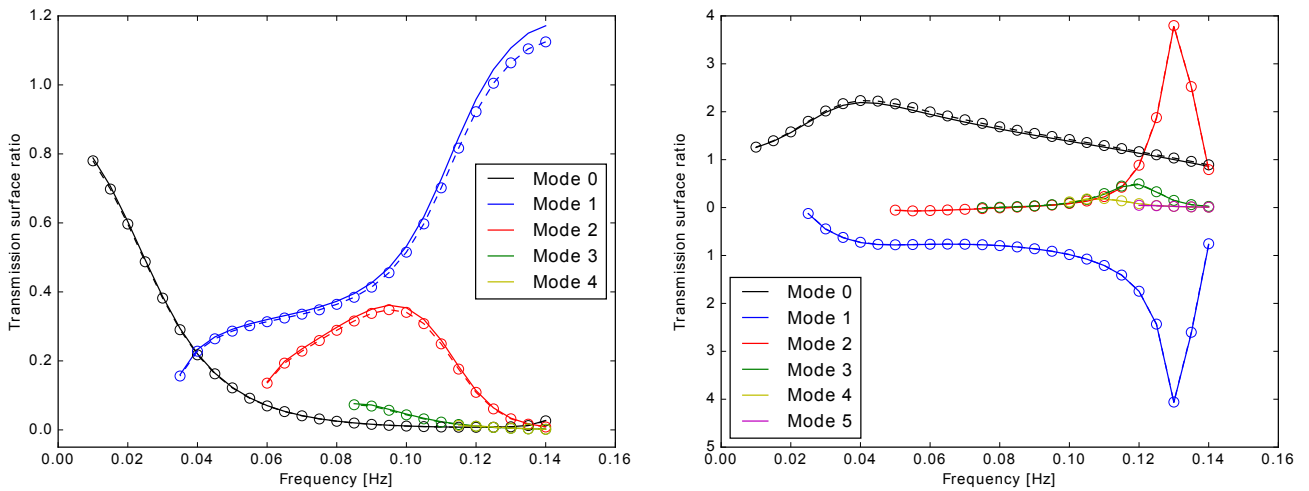 1.2
1.0
0.8
0.6
0.4
0.2
0.0
0.00 0.02 0.04 0.06 0.08 0.10 0.12 0.14 0.16
Frequency [Hz]
Transmission surface ratio
Mode 0
Mode 1
Mode 2
Mode 3
Mode 4
4
3
2
1
0
1
2
3
4
5
0.00 0.02 0.04 0.06 0.08 0.10 0.12 0.14 0.16
Frequency [Hz]
Transmission surface ratio
Mode 0
Mode 1
Mode 2
Mode 3
Mode 4
Mode 5